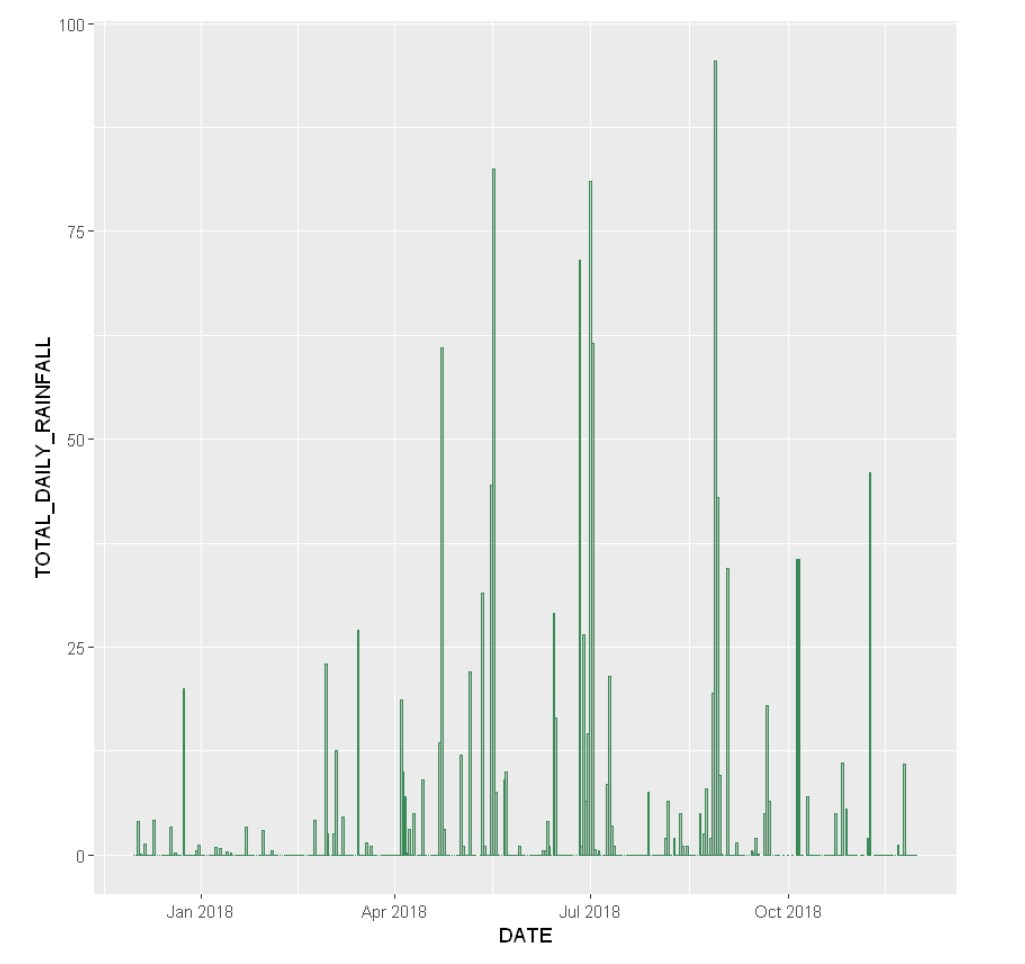 100
75
50
25
0
TOTAL_DAILY_RAINFALL
Jan 2018
Apr 2018
Jul 2018
Oct 2018
DATE